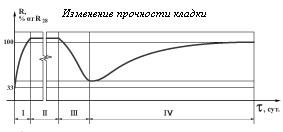 Изменение прочности кладки
R,
% от R28
100
33
I II III IV
τ, сут.